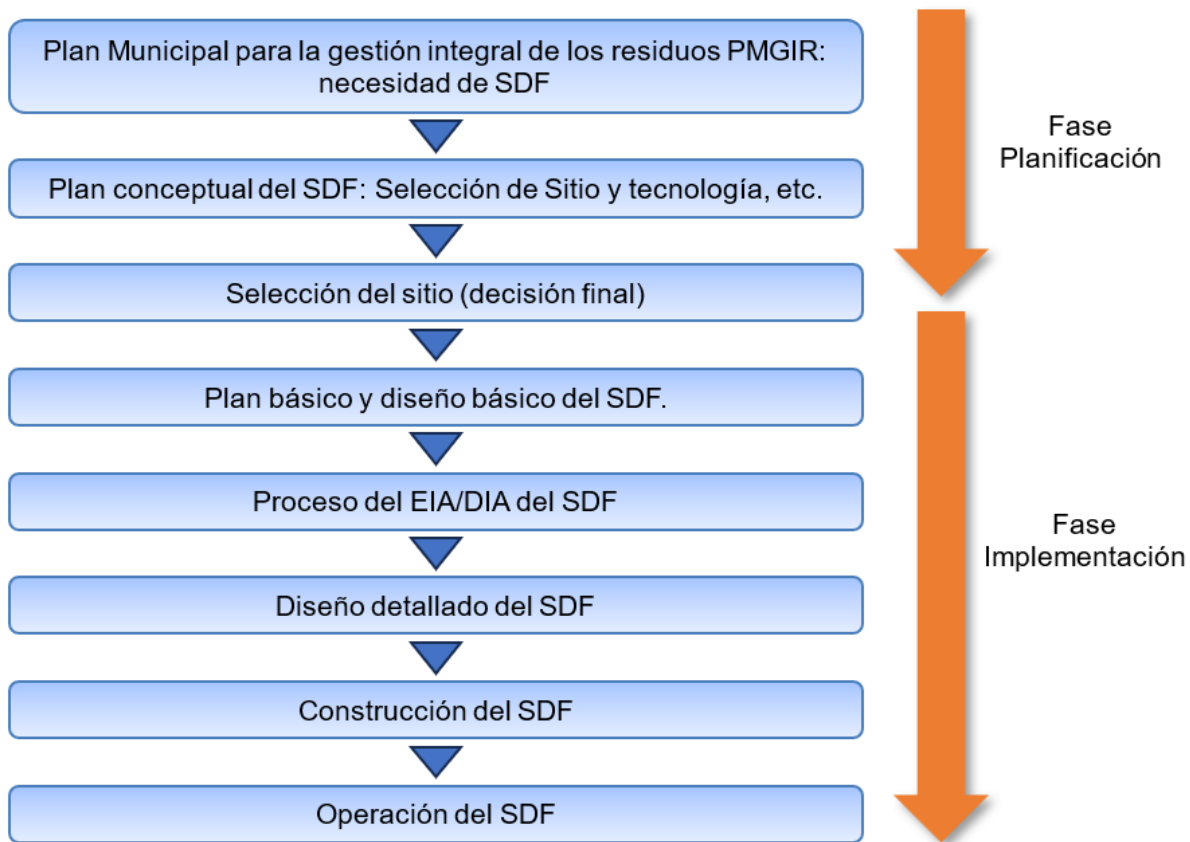 Plan Municipal para la gestión integral de los residuos PMGIR:
necesidad de SDF
Plan conceptual del SDF: Selección de Sitio y tecnología, etc.
Selección del sitio (decisión final)
Plan básico y diseño básico del SDF.
Proceso del EIA/DIA del SDF
Diseño detallado del SDF
Construcción del SDF
Operación del SDF
Fase
Planificación
Fase
Implementación